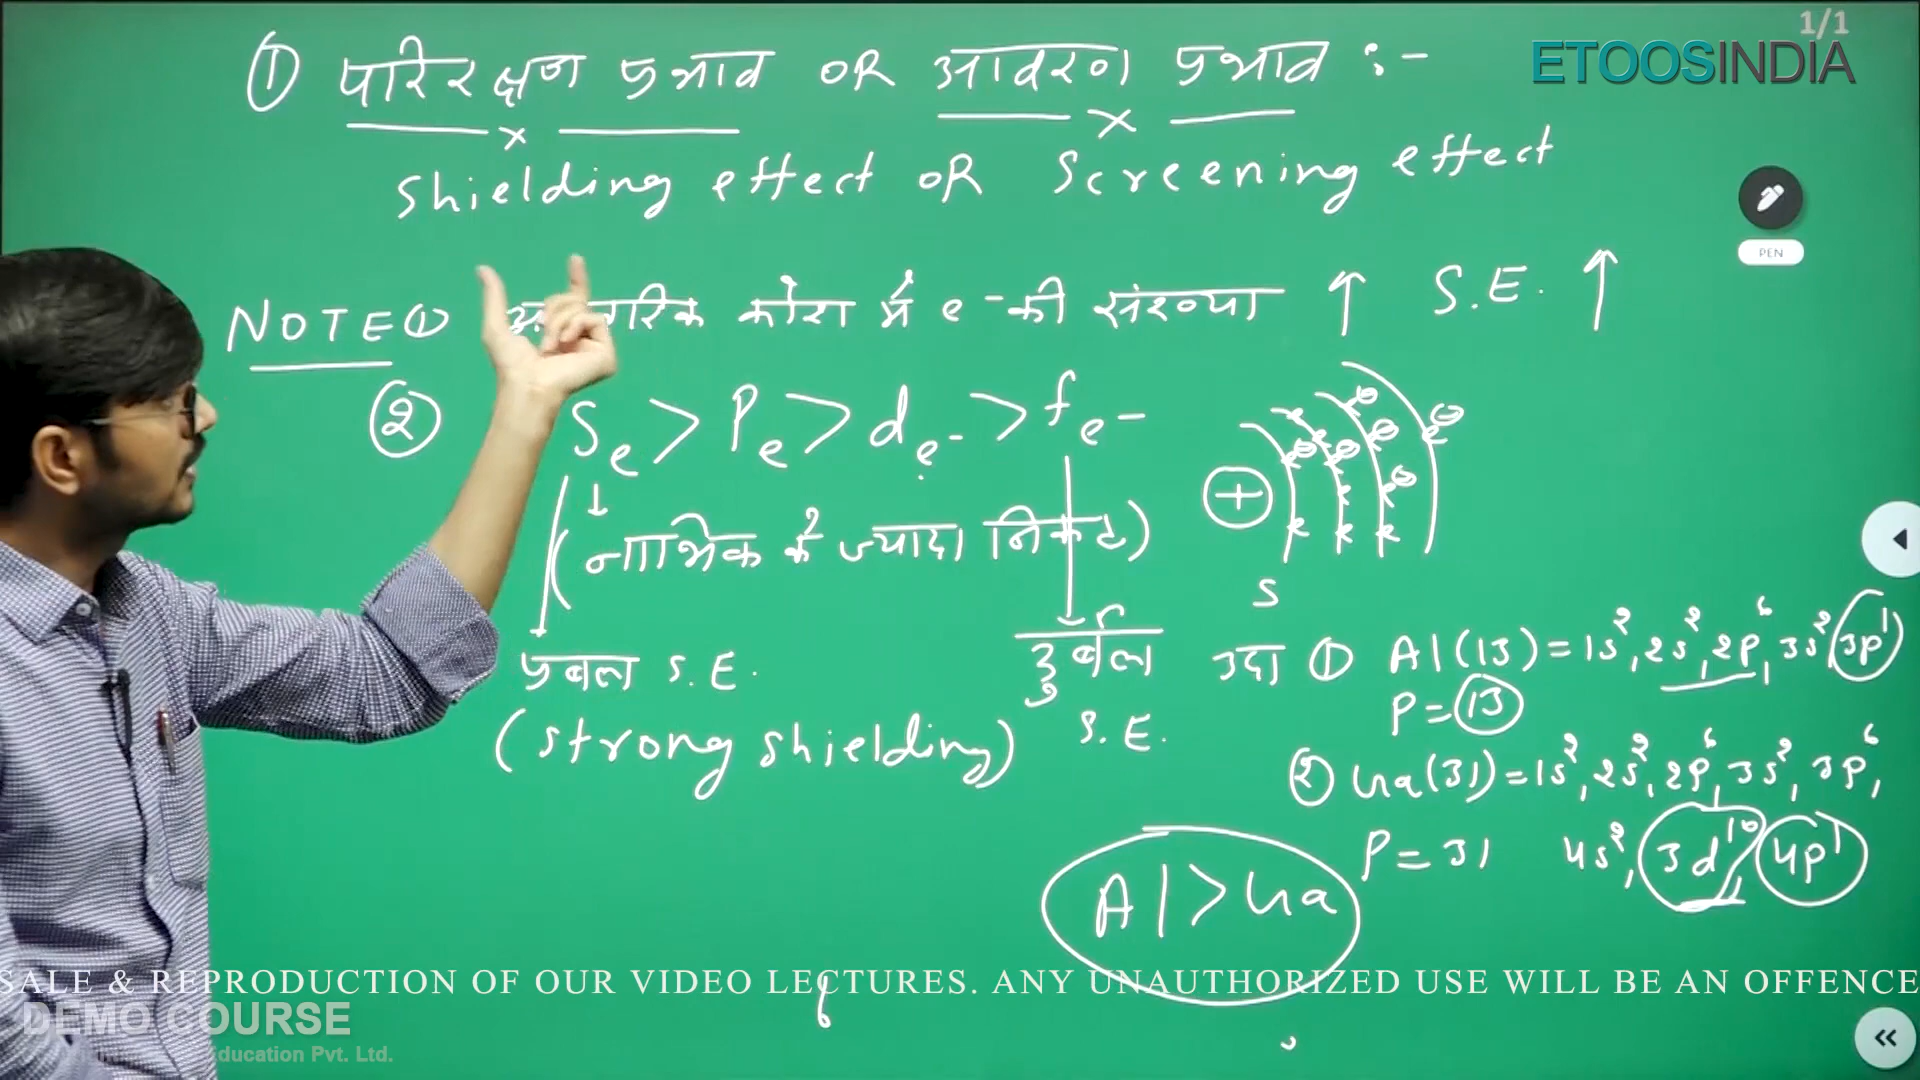 1/1
ETOOSINDIA
① परिरक्षण प्रभाव OR आवरण प्रभाव :-
Shielding effect OR Screening effect
PEN
NOTE ① कोश में e⁻ की संख्या ↑ S.E. ↑
② Se > Pe > de⁻ > fe⁻
(नाभिक के ज्यादा निकट)
+
S
प्रबल S.E.
दुर्बल
S.E.
(strong shielding)
उदा ① Al(13) = 1s², 2s², 2p⁶, 3s² 3p¹
P = 13
② Ga(31) = 1s², 2s², 2p⁶, 3s², 3p⁶,
P = 31 4s², 3d¹⁰, 4p¹
Al > Ga
SALE & REPRODUCTION OF OUR VIDEO LECTURES. ANY UNAUTHORIZED USE WILL BE AN OFFENCE
DEMO COURSE
Education Pvt. Ltd.